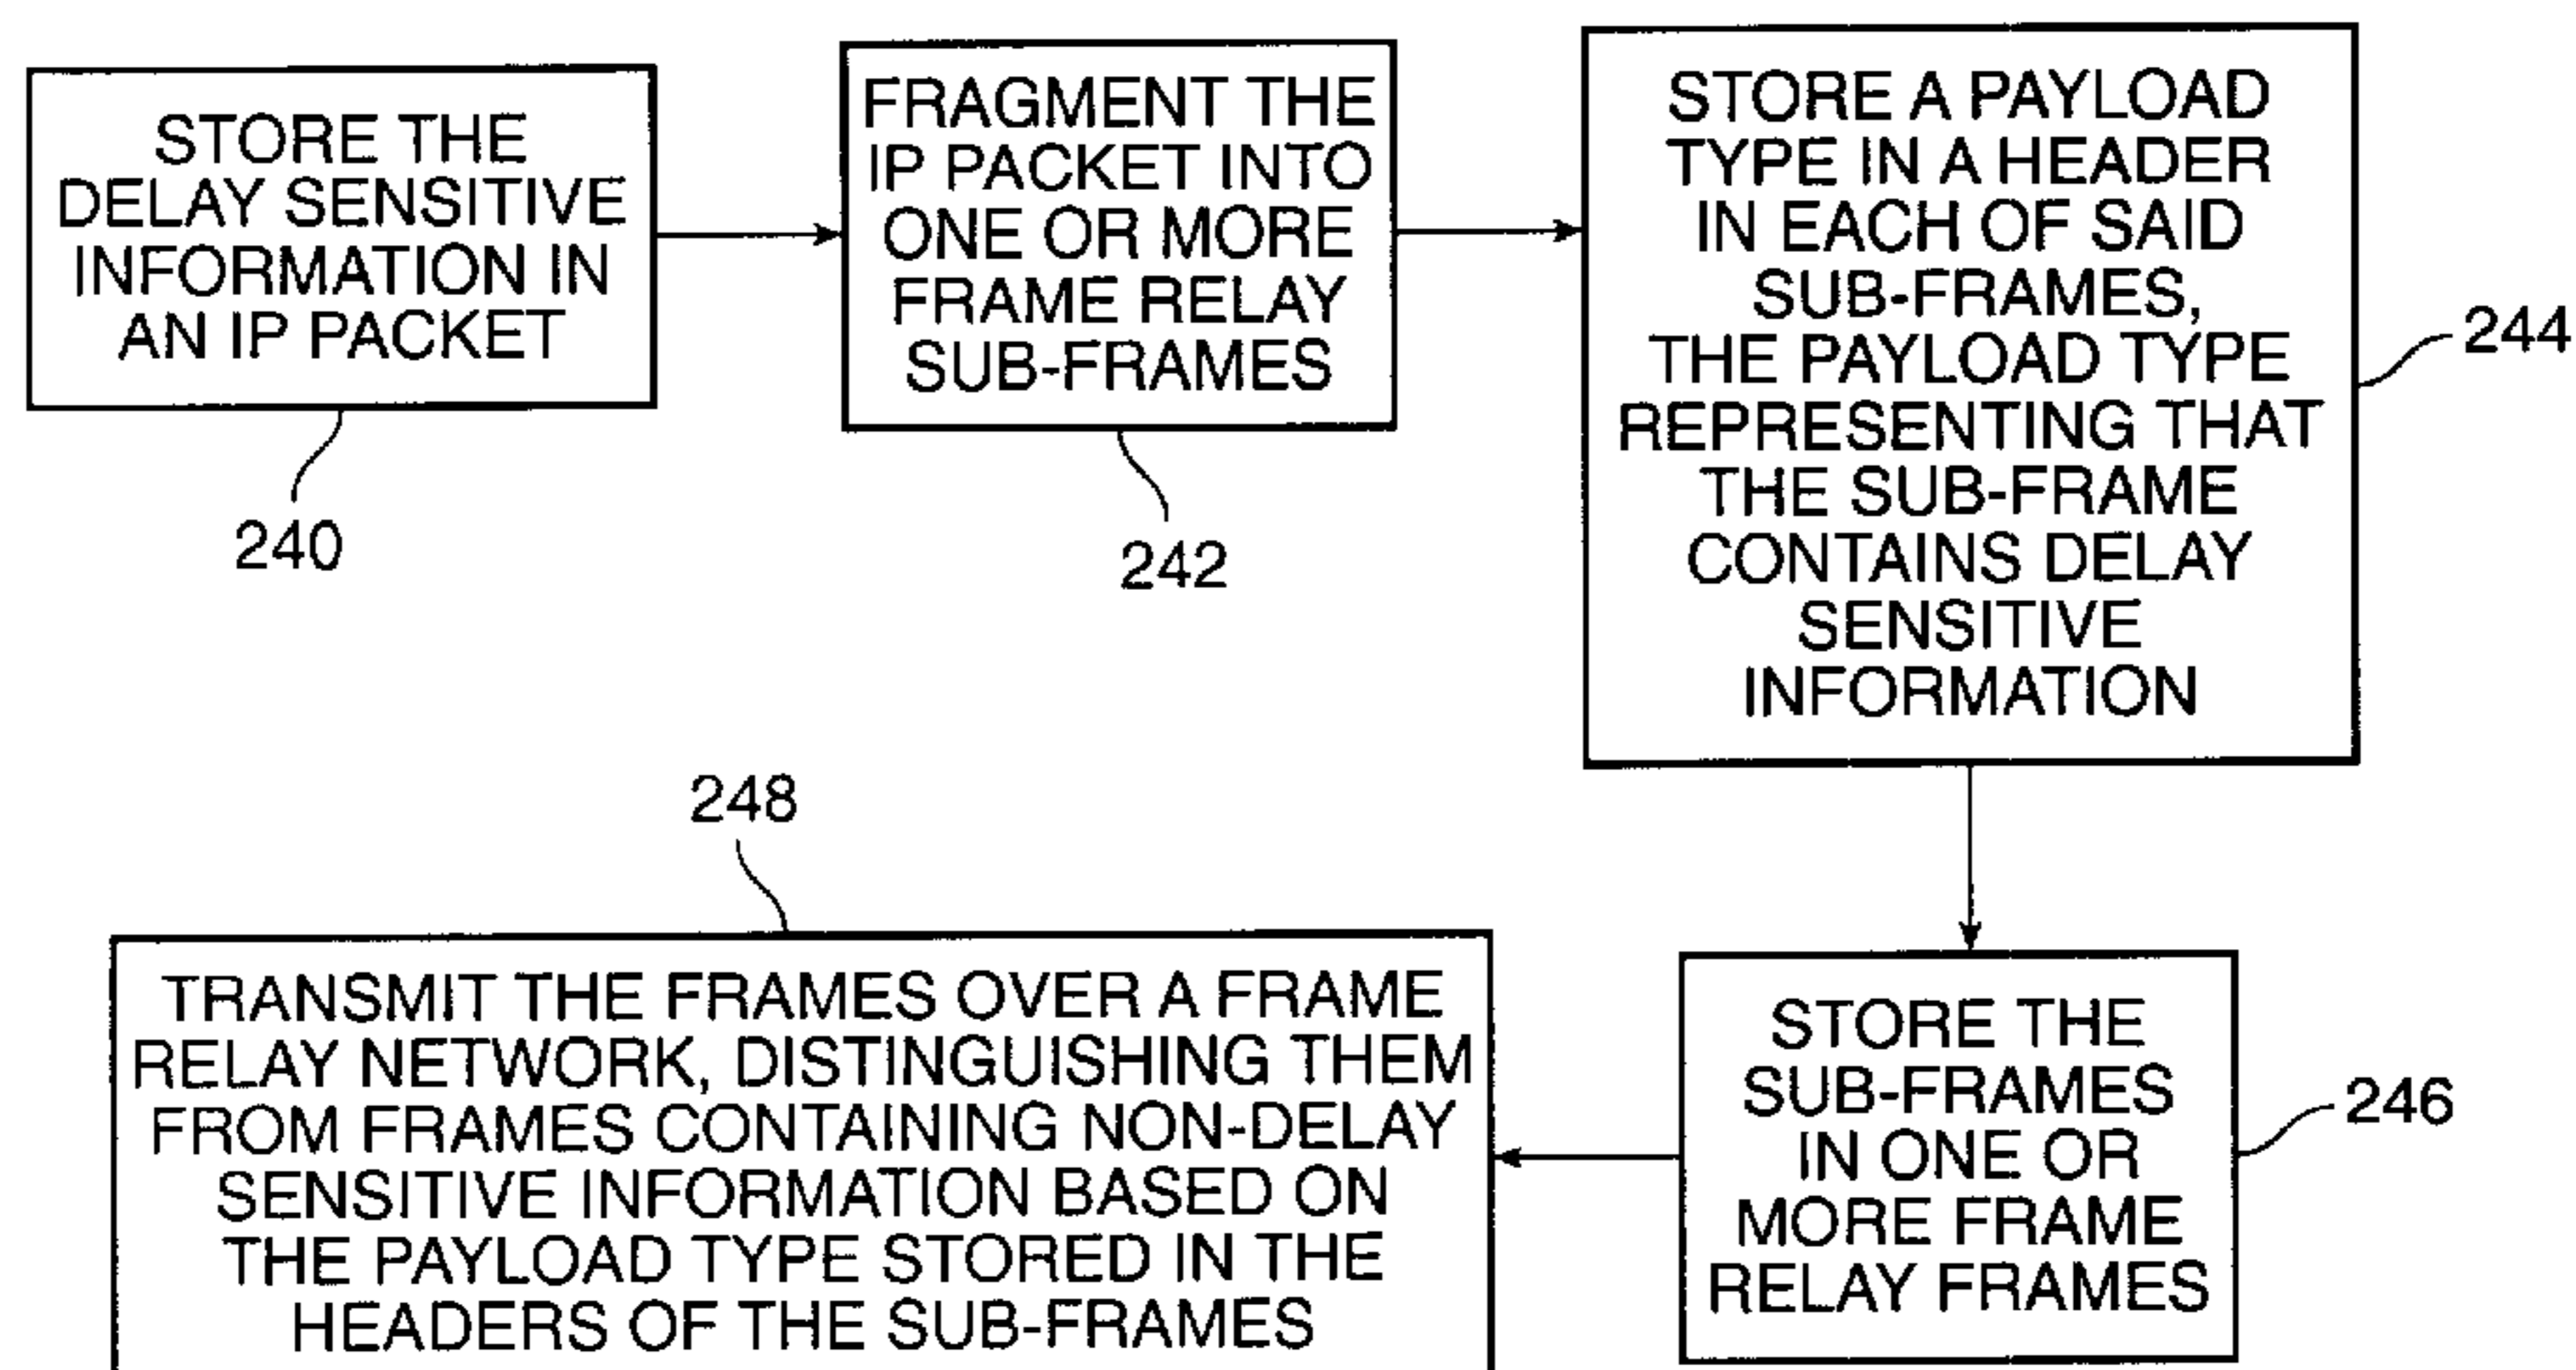 STORE THE
DELAY SENSITIVE
INFORMATION IN
AN IP PACKET
240
FRAGMENT THE
IP PACKET INTO
ONE OR MORE
FRAME RELAY
SUB-FRAMES
242
STORE A PAYLOAD
TYPE IN A HEADER
IN EACH OF SAID
SUB-FRAMES,
THE PAYLOAD TYPE
REPRESENTING THAT
THE SUB-FRAME
CONTAINS DELAY
SENSITIVE
INFORMATION
244
STORE THE
SUB-FRAMES
IN ONE OR
MORE FRAME
RELAY FRAMES
246
248
TRANSMIT THE FRAMES OVER A FRAME
RELAY NETWORK, DISTINGUISHING THEM
FROM FRAMES CONTAINING NON-DELAY
SENSITIVE INFORMATION BASED ON
THE PAYLOAD TYPE STORED IN THE
HEADERS OF THE SUB-FRAMES